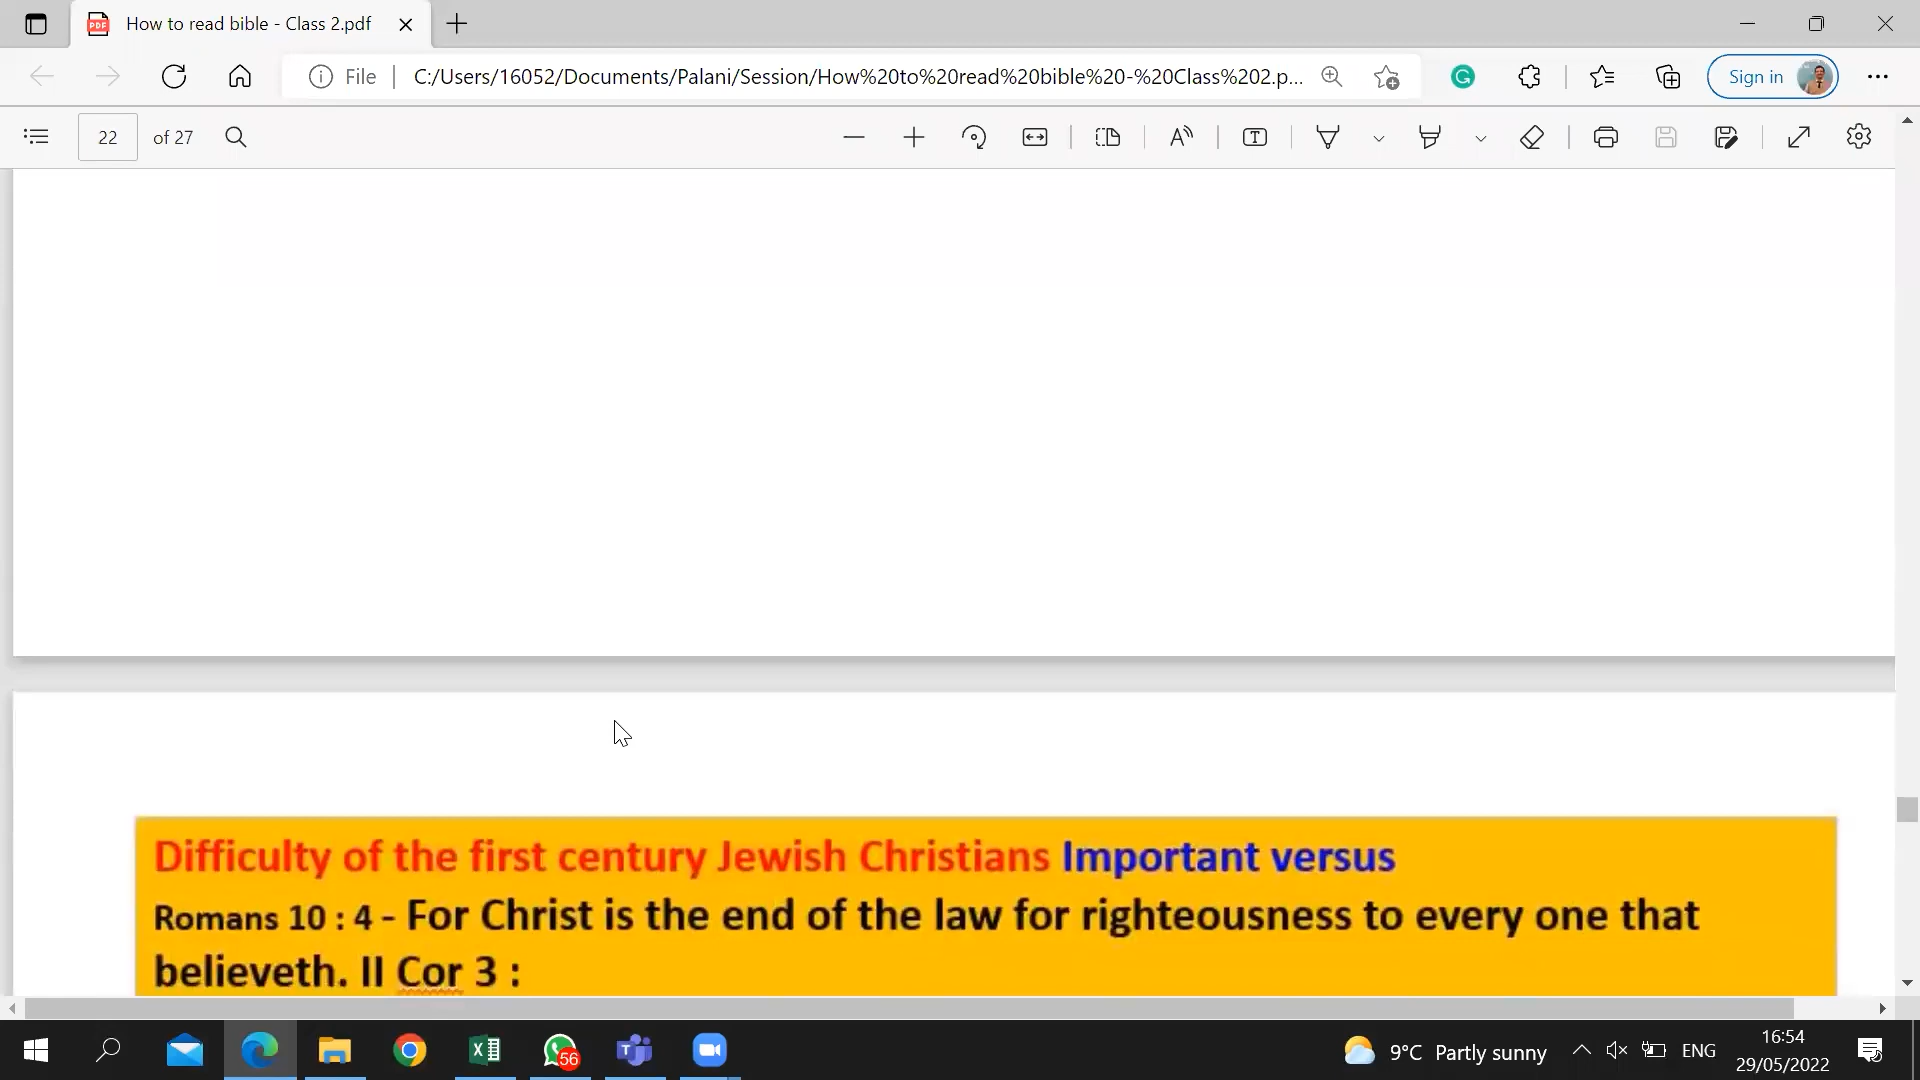 How to read bible - Class 2.pdf
File
C:/Users/16052/Documents/Palani/Session/How%20to%20read%20bible%20-%20Class%202.p...
Sign in
22 of 27
Difficulty of the first century Jewish Christians Important versus
Romans 10 : 4 - For Christ is the end of the law for righteousness to every one that
believeth. II Cor 3 :
56
9°C Partly sunny
ENG
16:54
29/05/2022